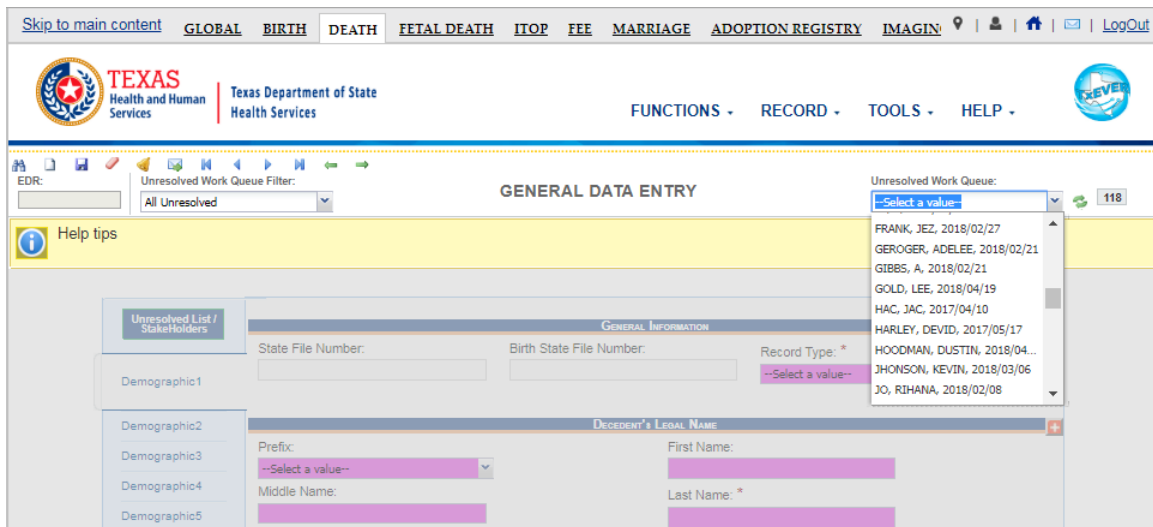 Skip to main content GLOBAL BIRTH DEATH FETAL DEATH ITOP FEE MARRIAGE ADOPTION REGISTRY IMAGIN | | | | LogOut
TEXAS
Health and Human
Services
Texas Department of State
Health Services
FUNCTIONS RECORD TOOLS HELP
TxEVER
EDR: Unresolved Work Queue Filter:
All Unresolved
GENERAL DATA ENTRY
Unresolved Work Queue:
--Select a value-- 118
Help tips
FRANK, JEZ, 2018/02/27
GEROGER, ADELEE, 2018/02/21
GIBBS, A, 2018/02/21
GOLD, LEE, 2018/04/19
HAC, JAC, 2017/04/10
HARLEY, DEVID, 2017/05/17
HOODMAN, DUSTIN, 2018/04...
JHONSON, KEVIN, 2018/03/06
JO, RIHANA, 2018/02/08
Unresolved List /
StakeHolders
Demographic1
Demographic2
Demographic3
Demographic4
Demographic5
General Information
State File Number: Birth State File Number: Record Type: *
--Select a value--
Decedent's Legal Name
Prefix: First Name:
--Select a value--
Middle Name: Last Name: *